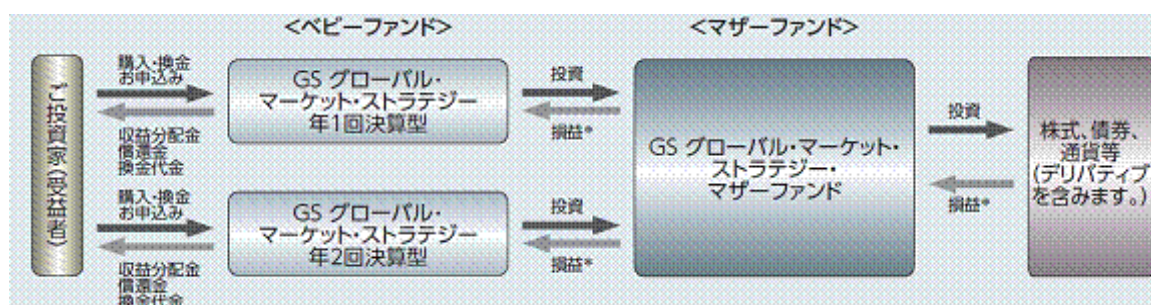 <ベビーファンド>
<マザーファンド>
ご投資家(受益者)
購入・換金
お申込み
収益分配金
償還金
換金代金
GS グローバル・
マーケット・ストラテジー
年1回決算型
投資
損益*
購入・換金
お申込み
収益分配金
償還金
換金代金
GS グローバル・
マーケット・ストラテジー
年2回決算型
投資
損益*
GS グローバル・マーケット・
ストラテジー・
マザーファンド
投資
損益*
株式、債券、
通貨等
(デリバティブ
を含みます。)